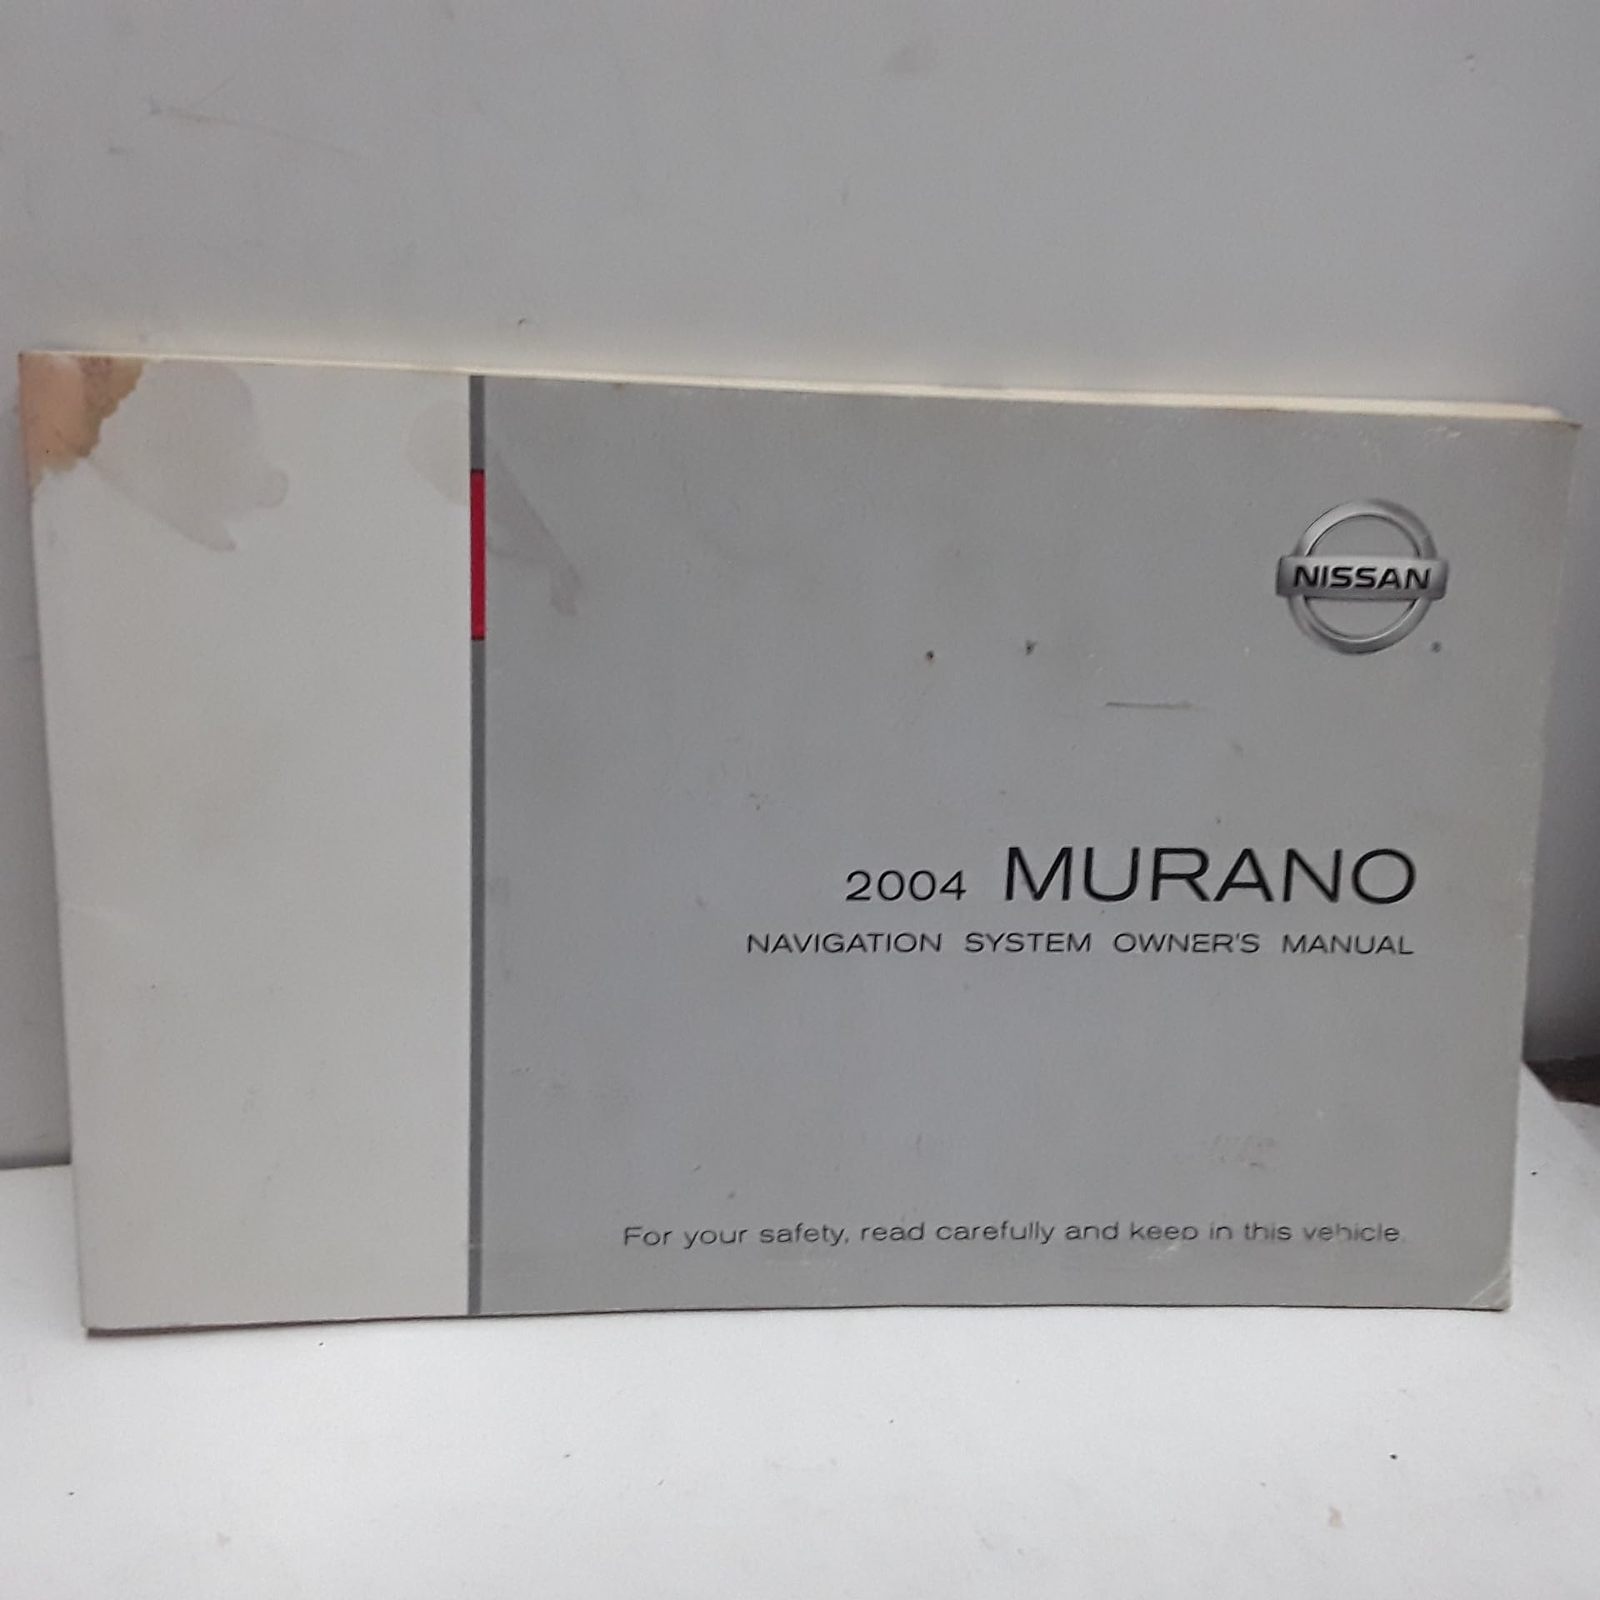 NISSAN
2004 MURANO
NAVIGATION SYSTEM OWNER'S MANUAL
For your safety, read carefully and keep in this vehicle.